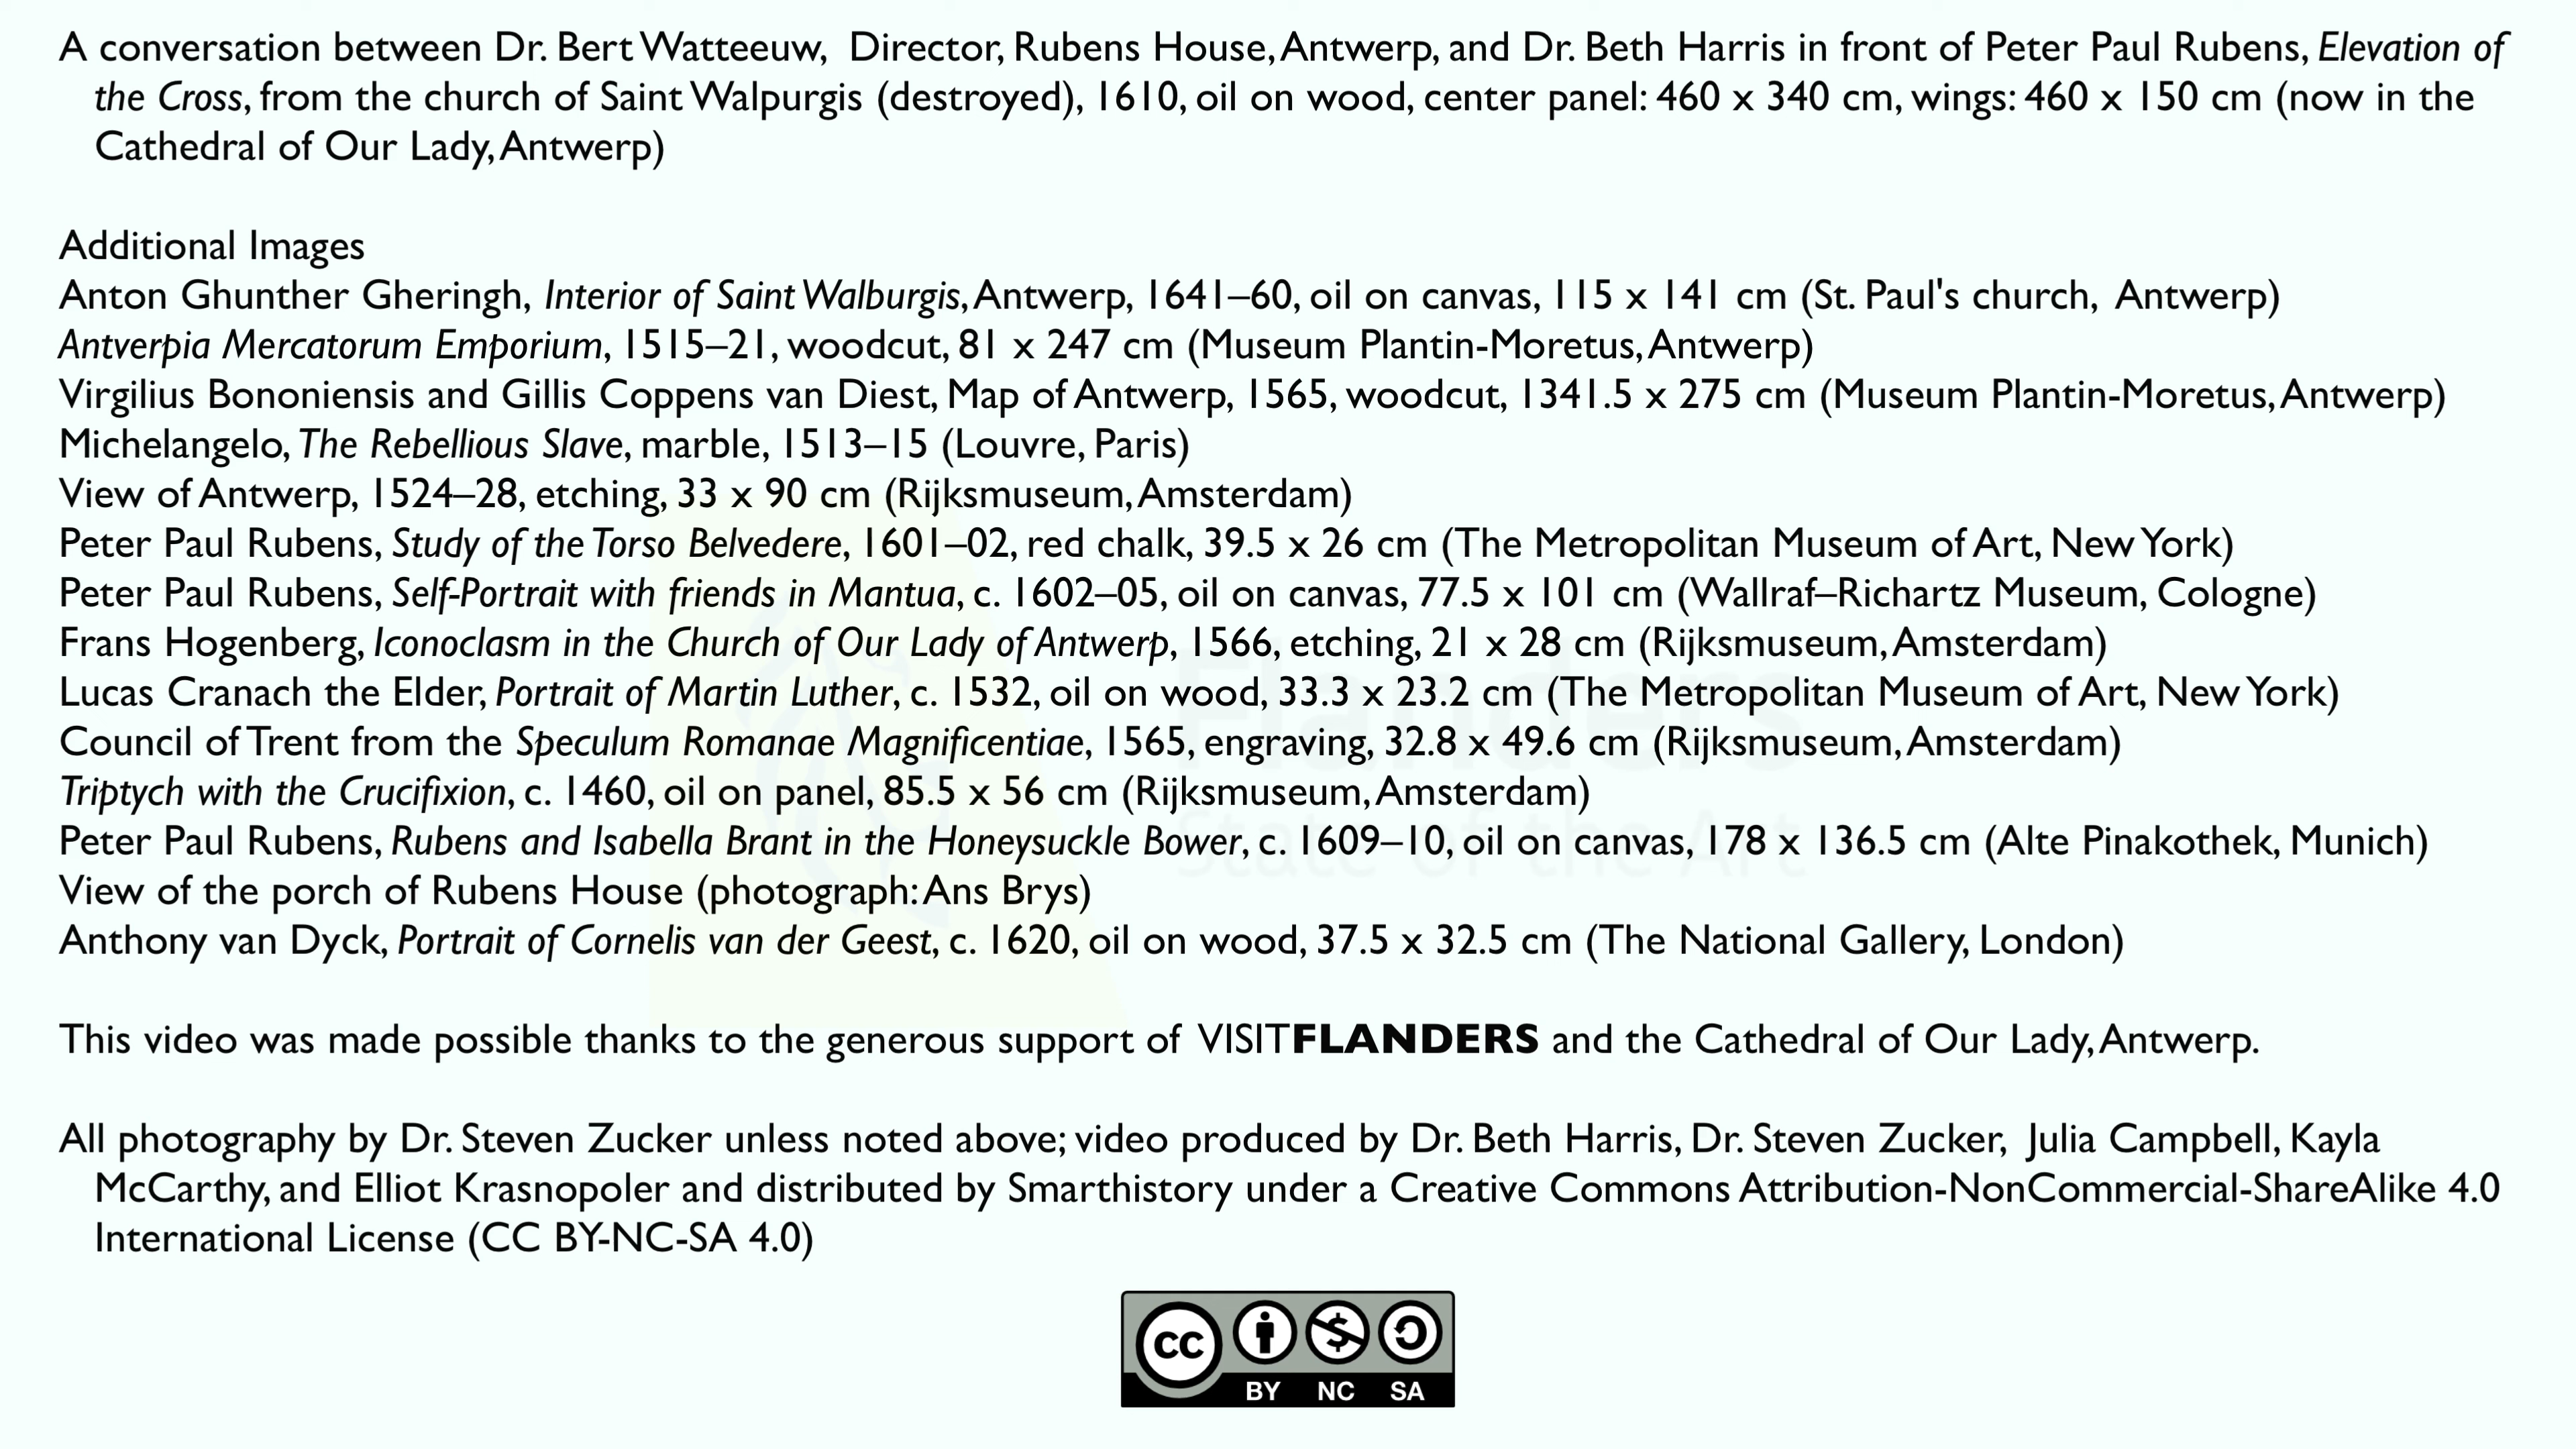 A conversation between Dr. Bert Watteeuw, Director, Rubens House, Antwerp, and Dr. Beth Harris in front of Peter Paul Rubens, Elevation of
the Cross, from the church of Saint Walpurgis (destroyed), 1610, oil on wood, center panel: 460 x 340 cm, wings: 460 x 150 cm (now in the
Cathedral of Our Lady, Antwerp)
Additional Images
Anton Ghunther Gheringh, Interior of Saint Walburgis, Antwerp, 1641–60, oil on canvas, 115 x 141 cm (St. Paul's church, Antwerp)
Antverpia Mercatorum Emporium, 1515–21, woodcut, 81 x 247 cm (Museum Plantin-Moretus, Antwerp)
Virgilius Bononiensis and Gillis Coppens van Diest, Map of Antwerp, 1565, woodcut, 1341.5 x 275 cm (Museum Plantin-Moretus, Antwerp)
Michelangelo, The Rebellious Slave, marble, 1513–15 (Louvre, Paris)
View of Antwerp, 1524–28, etching, 33 x 90 cm (Rijksmuseum, Amsterdam)
Peter Paul Rubens, Study of the Torso Belvedere, 1601–02, red chalk, 39.5 x 26 cm (The Metropolitan Museum of Art, New York)
Peter Paul Rubens, Self-Portrait with friends in Mantua, c. 1602–05, oil on canvas, 77.5 x 101 cm (Wallraf–Richartz Museum, Cologne)
Frans Hogenberg, Iconoclasm in the Church of Our Lady of Antwerp, 1566, etching, 21 x 28 cm (Rijksmuseum, Amsterdam)
Lucas Cranach the Elder, Portrait of Martin Luther, c. 1532, oil on wood, 33.3 x 23.2 cm (The Metropolitan Museum of Art, New York)
Flanders
Council of Trent from the Speculum Romanae Magnificentiae, 1565, engraving, 32.8 x 49.6 cm (Rijksmuseum, Amsterdam)
Triptych with the Crucifixion, c. 1460, oil on panel, 85.5 x 56 cm (Rijksmuseum, Amsterdam)
Peter Paul Rubens, Rubens and Isabella Brant in the Honeysuckle Bower, c. 1609–10, oil on canvas, 178 x 136.5 cm (Alte Pinakothek, Munich)
State of the Art
View of the porch of Rubens House (photograph: Ans Brys)
Anthony van Dyck, Portrait of Cornelis van der Geest, c. 1620, oil on wood, 37.5 x 32.5 cm (The National Gallery, London)
This video was made possible thanks to the generous support of VISITFLANDERS and the Cathedral of Our Lady, Antwerp.
All photography by Dr. Steven Zucker unless noted above; video produced by Dr. Beth Harris, Dr. Steven Zucker, Julia Campbell, Kayla
McCarthy, and Elliot Krasnopoler and distributed by Smarthistory under a Creative Commons Attribution-NonCommercial-ShareAlike 4.0
International License (CC BY-NC-SA 4.0)
CC
BY NC SA